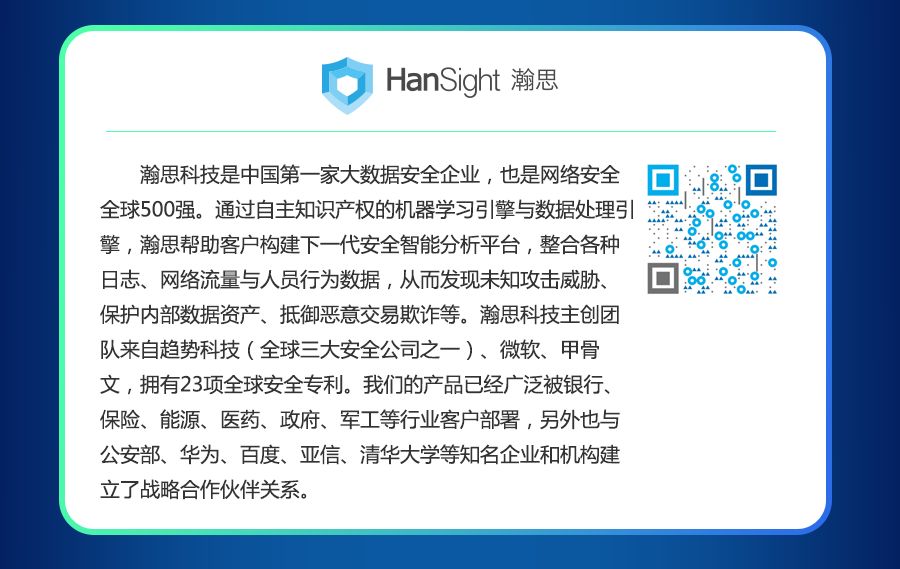 HanSight 瀚思
瀚思科技是中国第一家大数据安全企业，也是网络安全
全球500强。通过自主知识产权的机器学习引擎与数据处理引
擎，瀚思帮助客户构建下一代安全智能分析平台，整合各种
日志、网络流量与人员行为数据，从而发现未知攻击威胁、
保护内部数据资产、抵御恶意交易欺诈等。瀚思科技主创团
队来自趋势科技（全球三大安全公司之一）、微软、甲骨
文，拥有23项全球安全专利。我们的产品已经广泛被银行、
保险、能源、医药、政府、军工等行业客户部署，另外也与
公安部、华为、百度、亚信、清华大学等知名企业和机构建
立了战略合作伙伴关系。